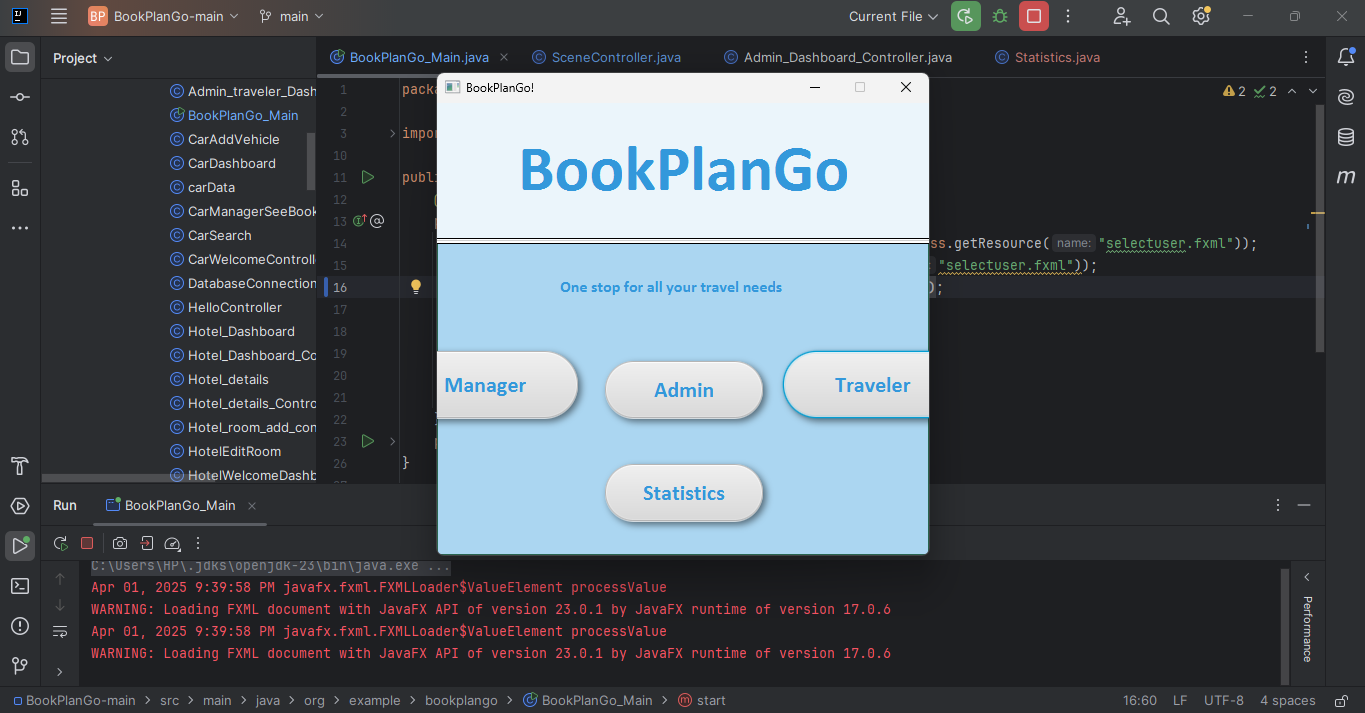 BP BookPlanGo-main main Current File
Project
BookPlanGo_Main.java SceneController.java Admin_Dashboard_Controller.java Statistics.java
Admin_traveler_Dash
BookPlanGo_Main
CarAddVehicle
CarDashboard
carData
CarManagerSeeBook
CarSearch
CarWelcomeControll
DatabaseConnection
HelloController
Hotel_Dashboard
Hotel_Dashboard_Co
Hotel_details
Hotel_details_Contro
Hotel_room_add_con
HotelEditRoom
HotelWelcomeDashb
1 packa 2 2
2
3 impor
10
11 publi
12
13
14 ss.getResource( name: "selectuser.fxml"));
15 "selectuser.fxml"));
16 );
17
18
19
20
21
22
23
26 }
BookPlanGo!
BookPlanGo
One stop for all your travel needs
Manager Admin Traveler
Statistics
Run BookPlanGo_Main
C:\Users\HP\.jdks\openjdk-23\bin\java.exe ...
Apr 01, 2025 9:39:58 PM javafx.fxml.FXMLLoader$ValueElement processValue
WARNING: Loading FXML document with JavaFX API of version 23.0.1 by JavaFX runtime of version 17.0.6
Apr 01, 2025 9:39:58 PM javafx.fxml.FXMLLoader$ValueElement processValue
WARNING: Loading FXML document with JavaFX API of version 23.0.1 by JavaFX runtime of version 17.0.6
Performance
BookPlanGo-main src main java org example bookplango BookPlanGo_Main start 16:60 LF UTF-8 4 spaces